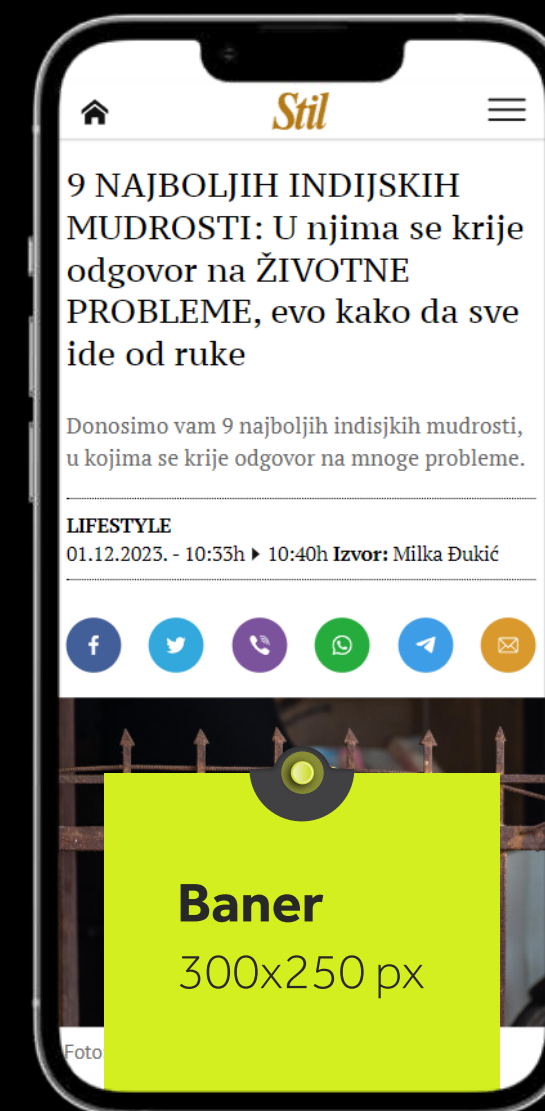 Stil
9 NAJBOLJIH INDIJSKIH
MUDROSTI: U njima se krije
odgovor na ŽIVOTNE
PROBLEME, evo kako da sve
ide od ruke
Donosimo vam 9 najboljih indisjkih mudrosti,
u kojima se krije odgovor na mnoge probleme.
LIFESTYLE
01.12.2023. - 10:33h ▸ 10:40h Izvor: Milka Đukić
Baner
300x250 px
Foto